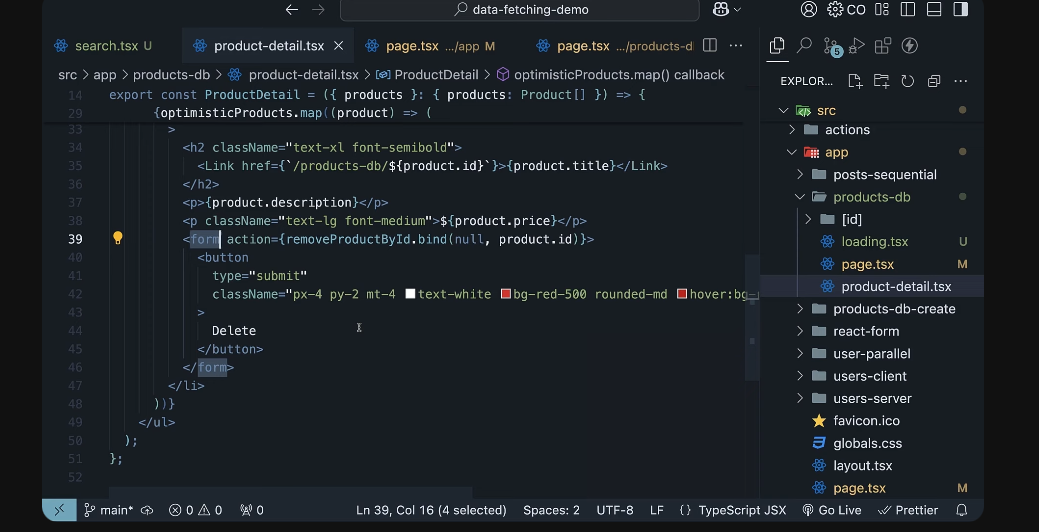 data-fetching-demo
CO
search.tsx U
product-detail.tsx
page.tsx .../app M
page.tsx .../products-d
src > app > products-db > product-detail.tsx > ProductDetail > optimisticProducts.map() callback
EXPLOR...
14 export const ProductDetail = ({ products }: { products: Product[] }) => {
29 {optimisticProducts.map((product) => (
33 >
34 <h2 className="text-xl font-semibold">
35 <Link href={`/products-db/${product.id}`}>{product.title}</Link>
36 </h2>
37 <p>{product.description}</p>
38 <p className="text-lg font-medium">${product.price}</p>
39 <form action={removeProductById.bind(null, product.id)}>
40 <button
41 type="submit"
42 className="px-4 py-2 mt-4 text-white bg-red-500 rounded-md hover:bg-
43 >
44 Delete
45 </button>
46 </form>
47 </li>
48 ))}
49 </ul>
50 );
51 };
52
5
src
actions
app
posts-sequential
products-db
[id]
loading.tsx U
page.tsx M
product-detail.tsx
products-db-create
react-form
user-parallel
users-client
users-server
favicon.ico
globals.css
layout.tsx
page.tsx M
main* 0 0 0 Ln 39, Col 16 (4 selected) Spaces: 2 UTF-8 LF {} TypeScript JSX Go Live Prettier